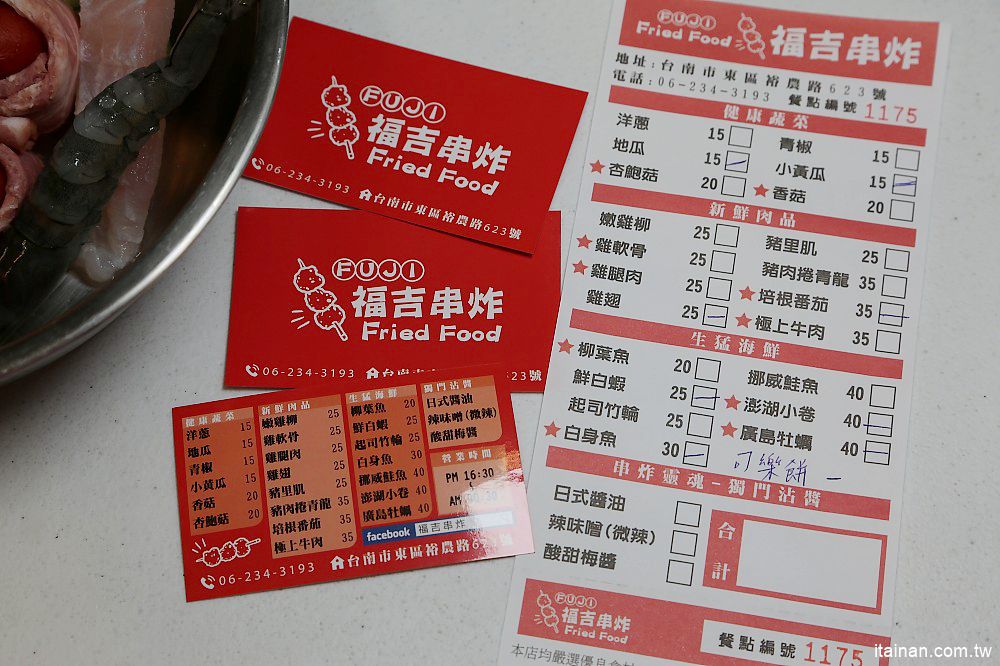 FUJI
福吉串炸
Fried Food
06-234-3193
台南市東區裕農路623號
FUJI
福吉串炸
Fried Food
06-234-3193
台南市
623號
健康蔬菜
洋蔥 15
地瓜 15
青椒 15
小黃瓜 15
香菇 20
杏鮑菇 20
新鮮肉品
嫩雞柳 25
雞軟骨 25
雞腿肉 25
雞翅 25
豬里肌 25
豬肉捲青龍 35
培根番茄 35
極上牛肉 35
生猛海鮮
柳葉魚 20
鮮白蝦 25
起司竹輪 25
白身魚 30
挪威鮭魚 40
澎湖小卷 40
廣島牡蠣 40
獨門沾醬
日式醬油
辣味噌(微辣)
酸甜梅醬
營業時間
PM 16:30
AM
facebook 福吉串炸
06-234-3193 台南市東區裕農路623號
FUJI
Fried Food 福吉串炸
地址:台南市東區裕農路623號
電話:06-234-3193 餐點編號 1175
健康蔬菜
洋蔥 15 青椒 15
地瓜 15 小黃瓜 15
杏鮑菇 20 香菇 20
新鮮肉品
嫩雞柳 25 豬里肌 25
雞軟骨 25 豬肉捲青龍 35
雞腿肉 25 培根番茄 35
雞翅 25 極上牛肉 35
生猛海鮮
柳葉魚 20 挪威鮭魚 40
鮮白蝦 25 澎湖小卷 40
起司竹輪 25 廣島牡蠣 40
白身魚 30
可樂餅 一
串炸靈魂-獨門沾醬
日式醬油
辣味噌(微辣)
酸甜梅醬
合計
FUJI
福吉串炸
Fried Food
餐點編號 1175
本店均嚴選優良食材
itainan.com.tw